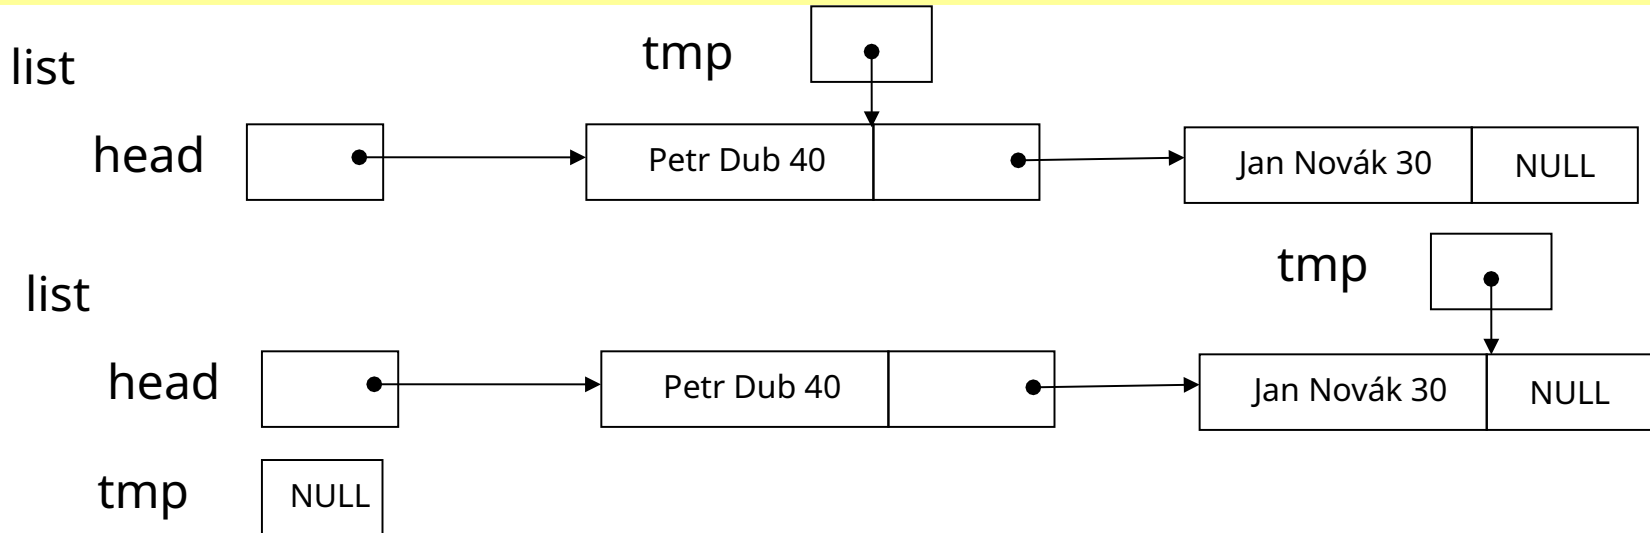 tmp
list
head
Petr Dub 40
Jan Novák 30
NULL
tmp
list
head
Petr Dub 40
Jan Novák 30
NULL
tmp
NULL